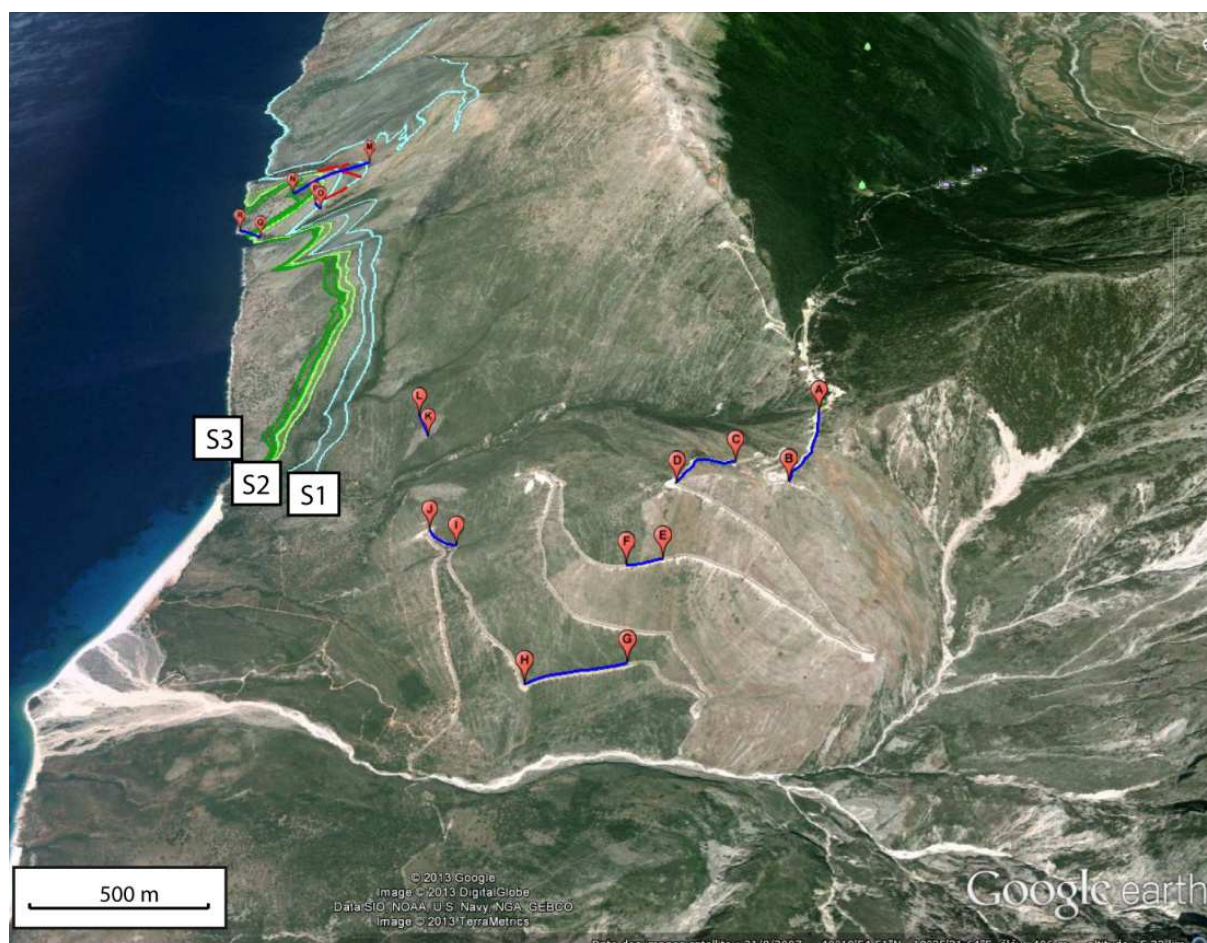 M
N
O
R
Q
A
L
K
C
D
B
S3
S2
S1
J
I
F
E
G
H
500 m
© 2013 Google
Image © 2013 DigitalGlobe
Data SIO, NOAA, U.S. Navy, NGA, GEBCO
Image © 2013 TerraMetrics
Google earth